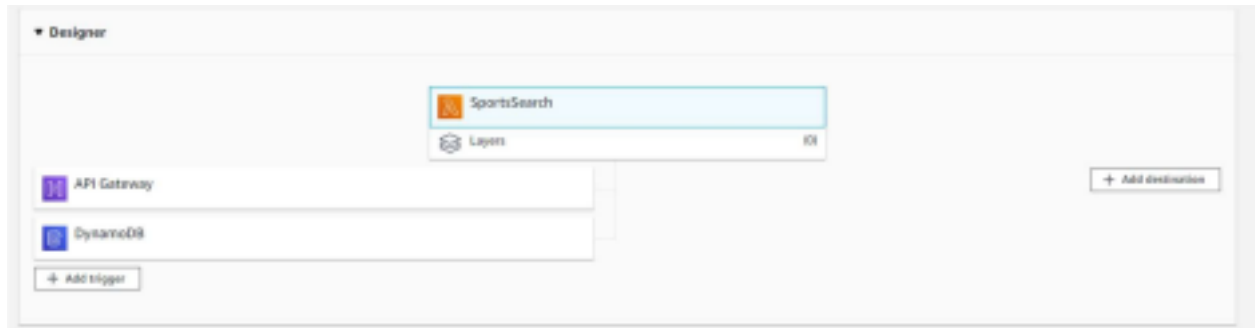 ▾ Designer
SportsSearch
Layers (0)
API Gateway
+ Add destination
DynamoDB
+ Add trigger